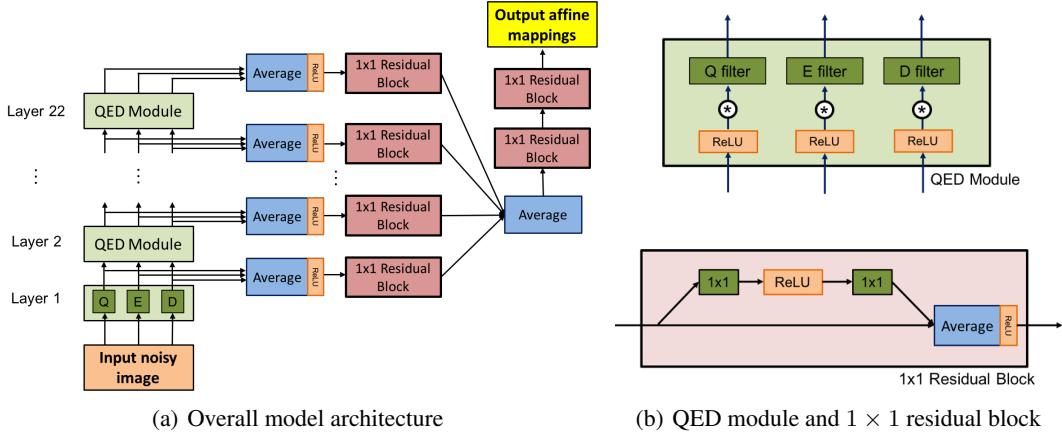 Output affine
mappings
1x1 Residual
Block
1x1 Residual
Block
Layer 22
QED Module
Average
ReLU
1x1 Residual
Block
Average
ReLU
1x1 Residual
Block
...
...
...
Layer 2
QED Module
Average
ReLU
1x1 Residual
Block
Average
Layer 1
Q
E
D
Average
ReLU
1x1 Residual
Block
Input noisy
image
(a) Overall model architecture
Q filter
E filter
D filter
*
*
*
ReLU
ReLU
ReLU
QED Module
1x1
ReLU
1x1
Average
ReLU
1x1 Residual Block
(b) QED module and 1 × 1 residual block